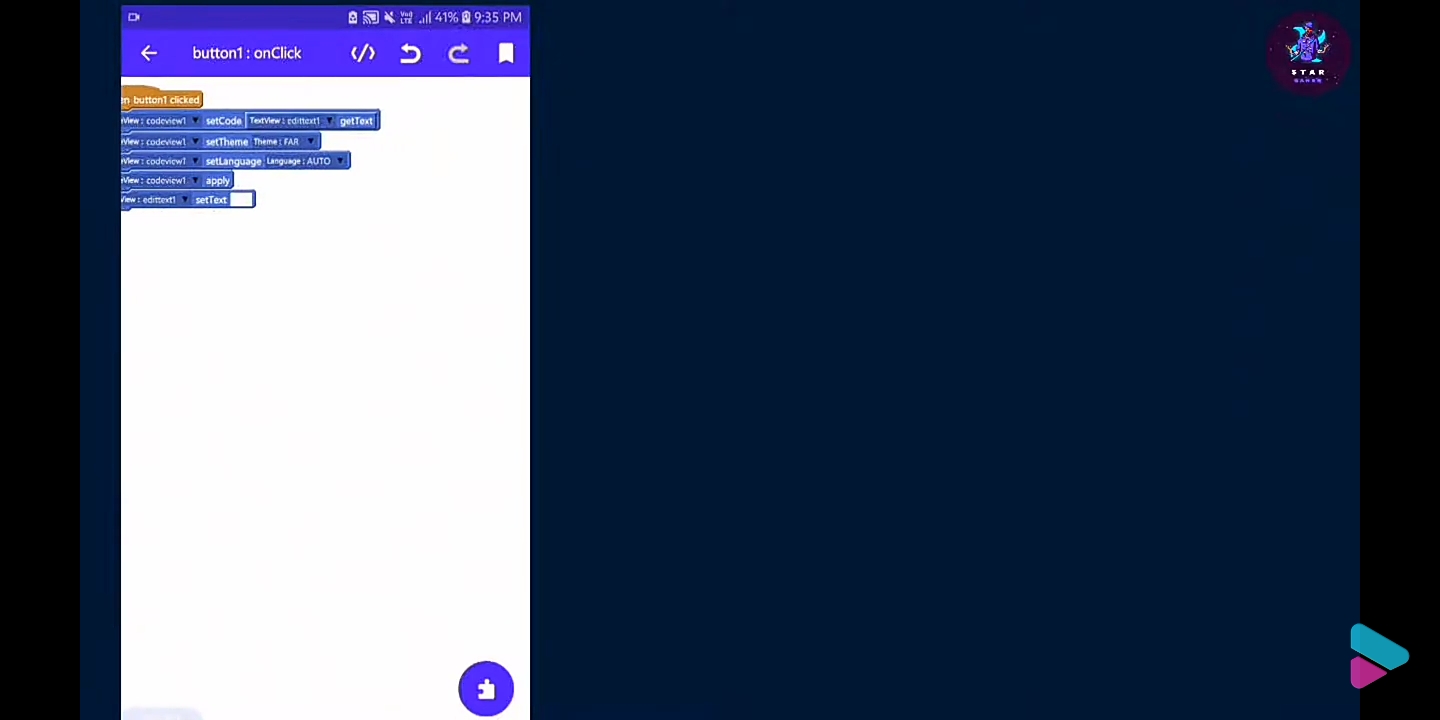 41% 9:35 PM
button1 : onClick
en button1 clicked
View : codeview1 setCode TextView : edittext1 getText
View : codeview1 setTheme Theme : FAR
View : codeview1 setLanguage Language : AUTO
View : codeview1 apply
View : edittext1 setText
STAR